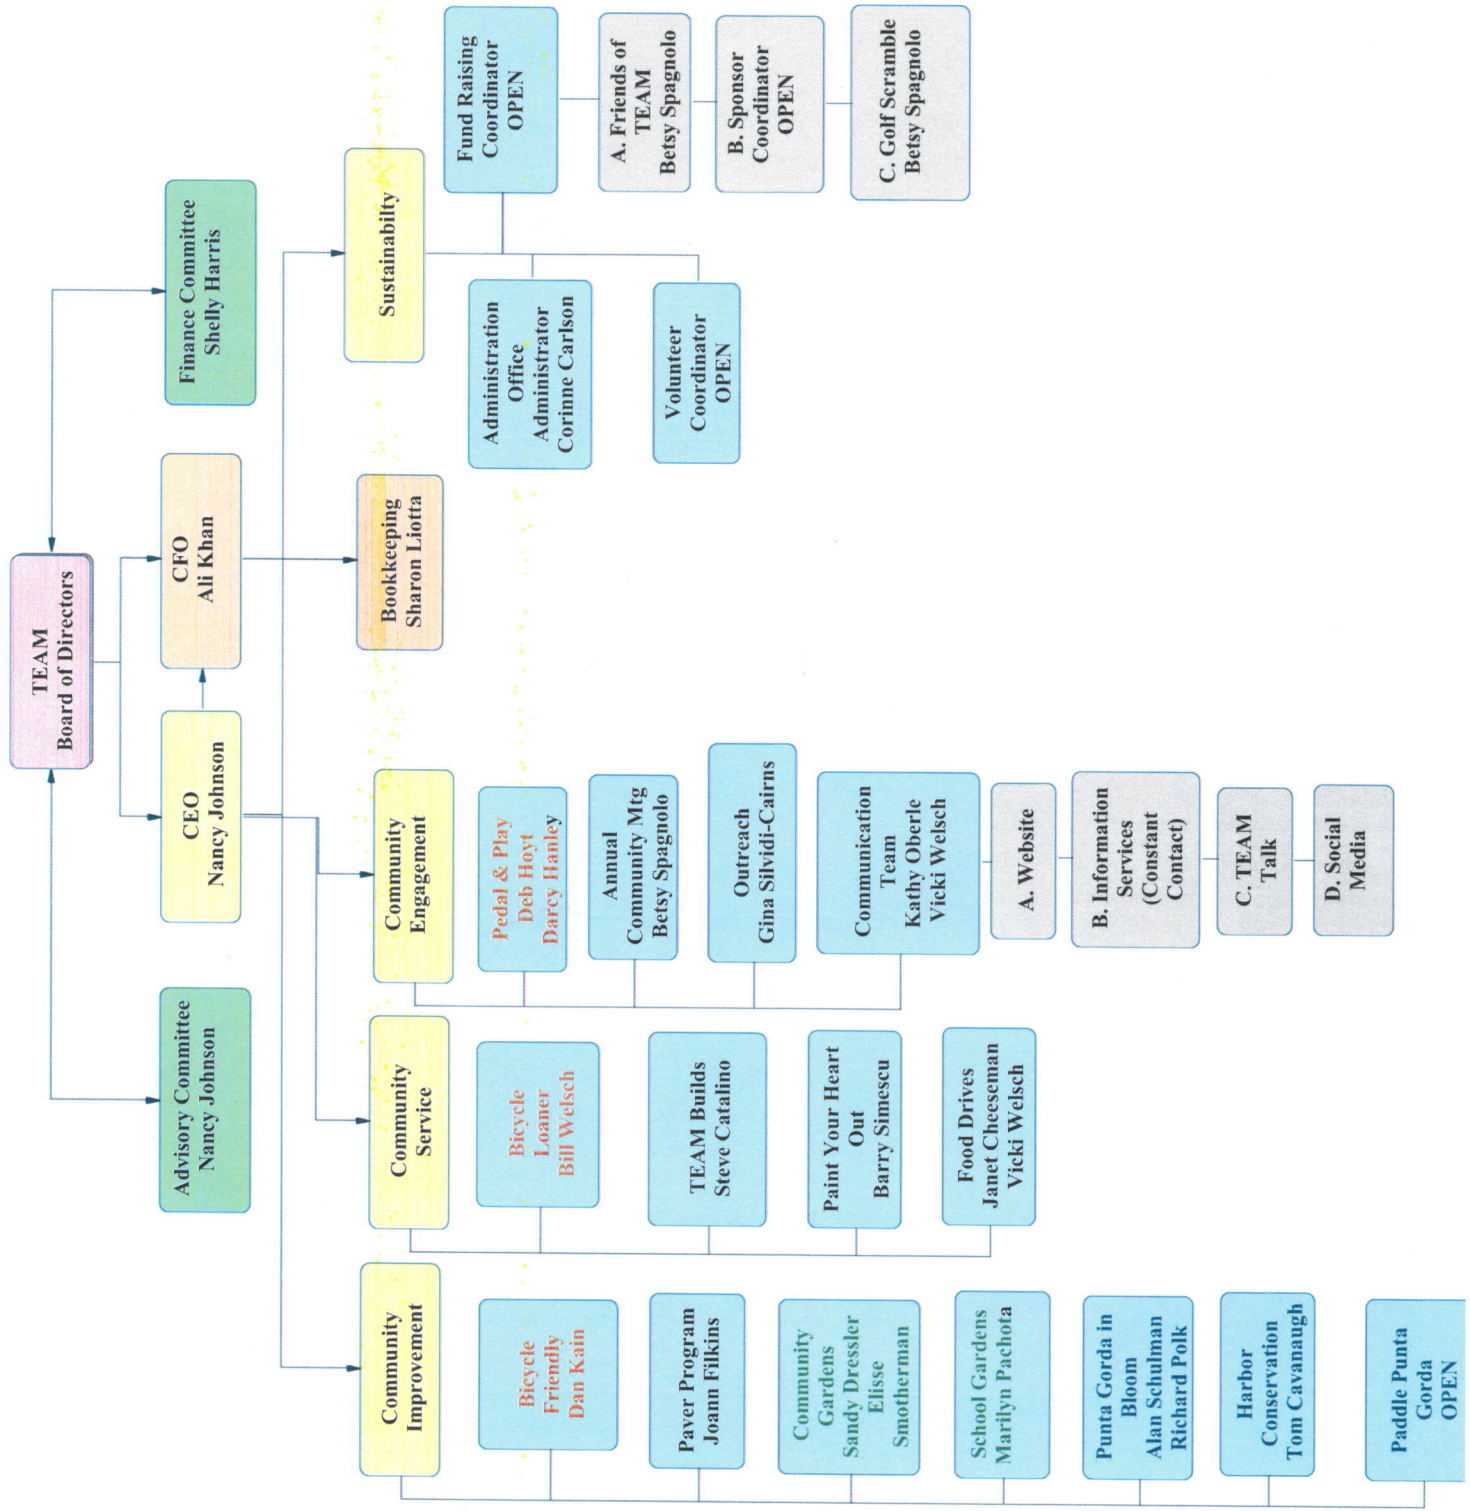 TEAM
Board of Directors
Advisory Committee
Nancy Johnson
CEO
Nancy Johnson
CFO
Ali Khan
Finance Committee
Shelly Harris
Community
Improvement
Community
Service
Community
Engagement
Bookkeeping
Sharon Liotta
Sustainabilty
Bicycle
Friendly
Dan Kain
Paver Program
Joann Filkins
Community
Gardens
Sandy Dressler
Elisse
Smotherman
School Gardens
Marilyn Pachota
Punta Gorda in
Bloom
Alan Schulman
Richard Polk
Harbor
Conservation
Tom Cavanaugh
Paddle Punta
Gorda
OPEN
Bicycle
Loaner
Bill Welsch
TEAM Builds
Steve Catalino
Paint Your Heart
Out
Barry Simescu
Food Drives
Janet Cheeseman
Vicki Welsch
Pedal & Play
Deb Hoyt
Darcy Hanley
Annual
Community Mtg
Betsy Spagnolo
Outreach
Gina Silvidi-Cairns
Communication
Team
Kathy Oberle
Vicki Welsch
A. Website
B. Information
Services
(Constant
Contact)
C. TEAM
Talk
D. Social
Media
Administration
Office
Administrator
Corinne Carlson
Volunteer
Coordinator
OPEN
Fund Raising
Coordinator
OPEN
A. Friends of
TEAM
Betsy Spagnolo
B. Sponsor
Coordinator
OPEN
C. Golf Scramble
Betsy Spagnolo